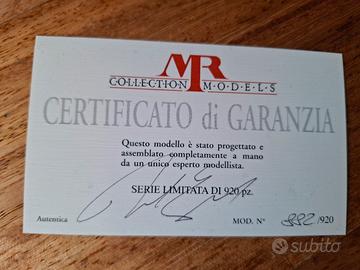 MR
COLLECTION MODELS
CERTIFICATO di GARANZIA
Questo modello è stato progettato e
assemblato completamente a mano
da un unico esperto modellista.
SERIE LIMITATA DI 920 pz.
Autentica
MOD. N° 892/920
subito